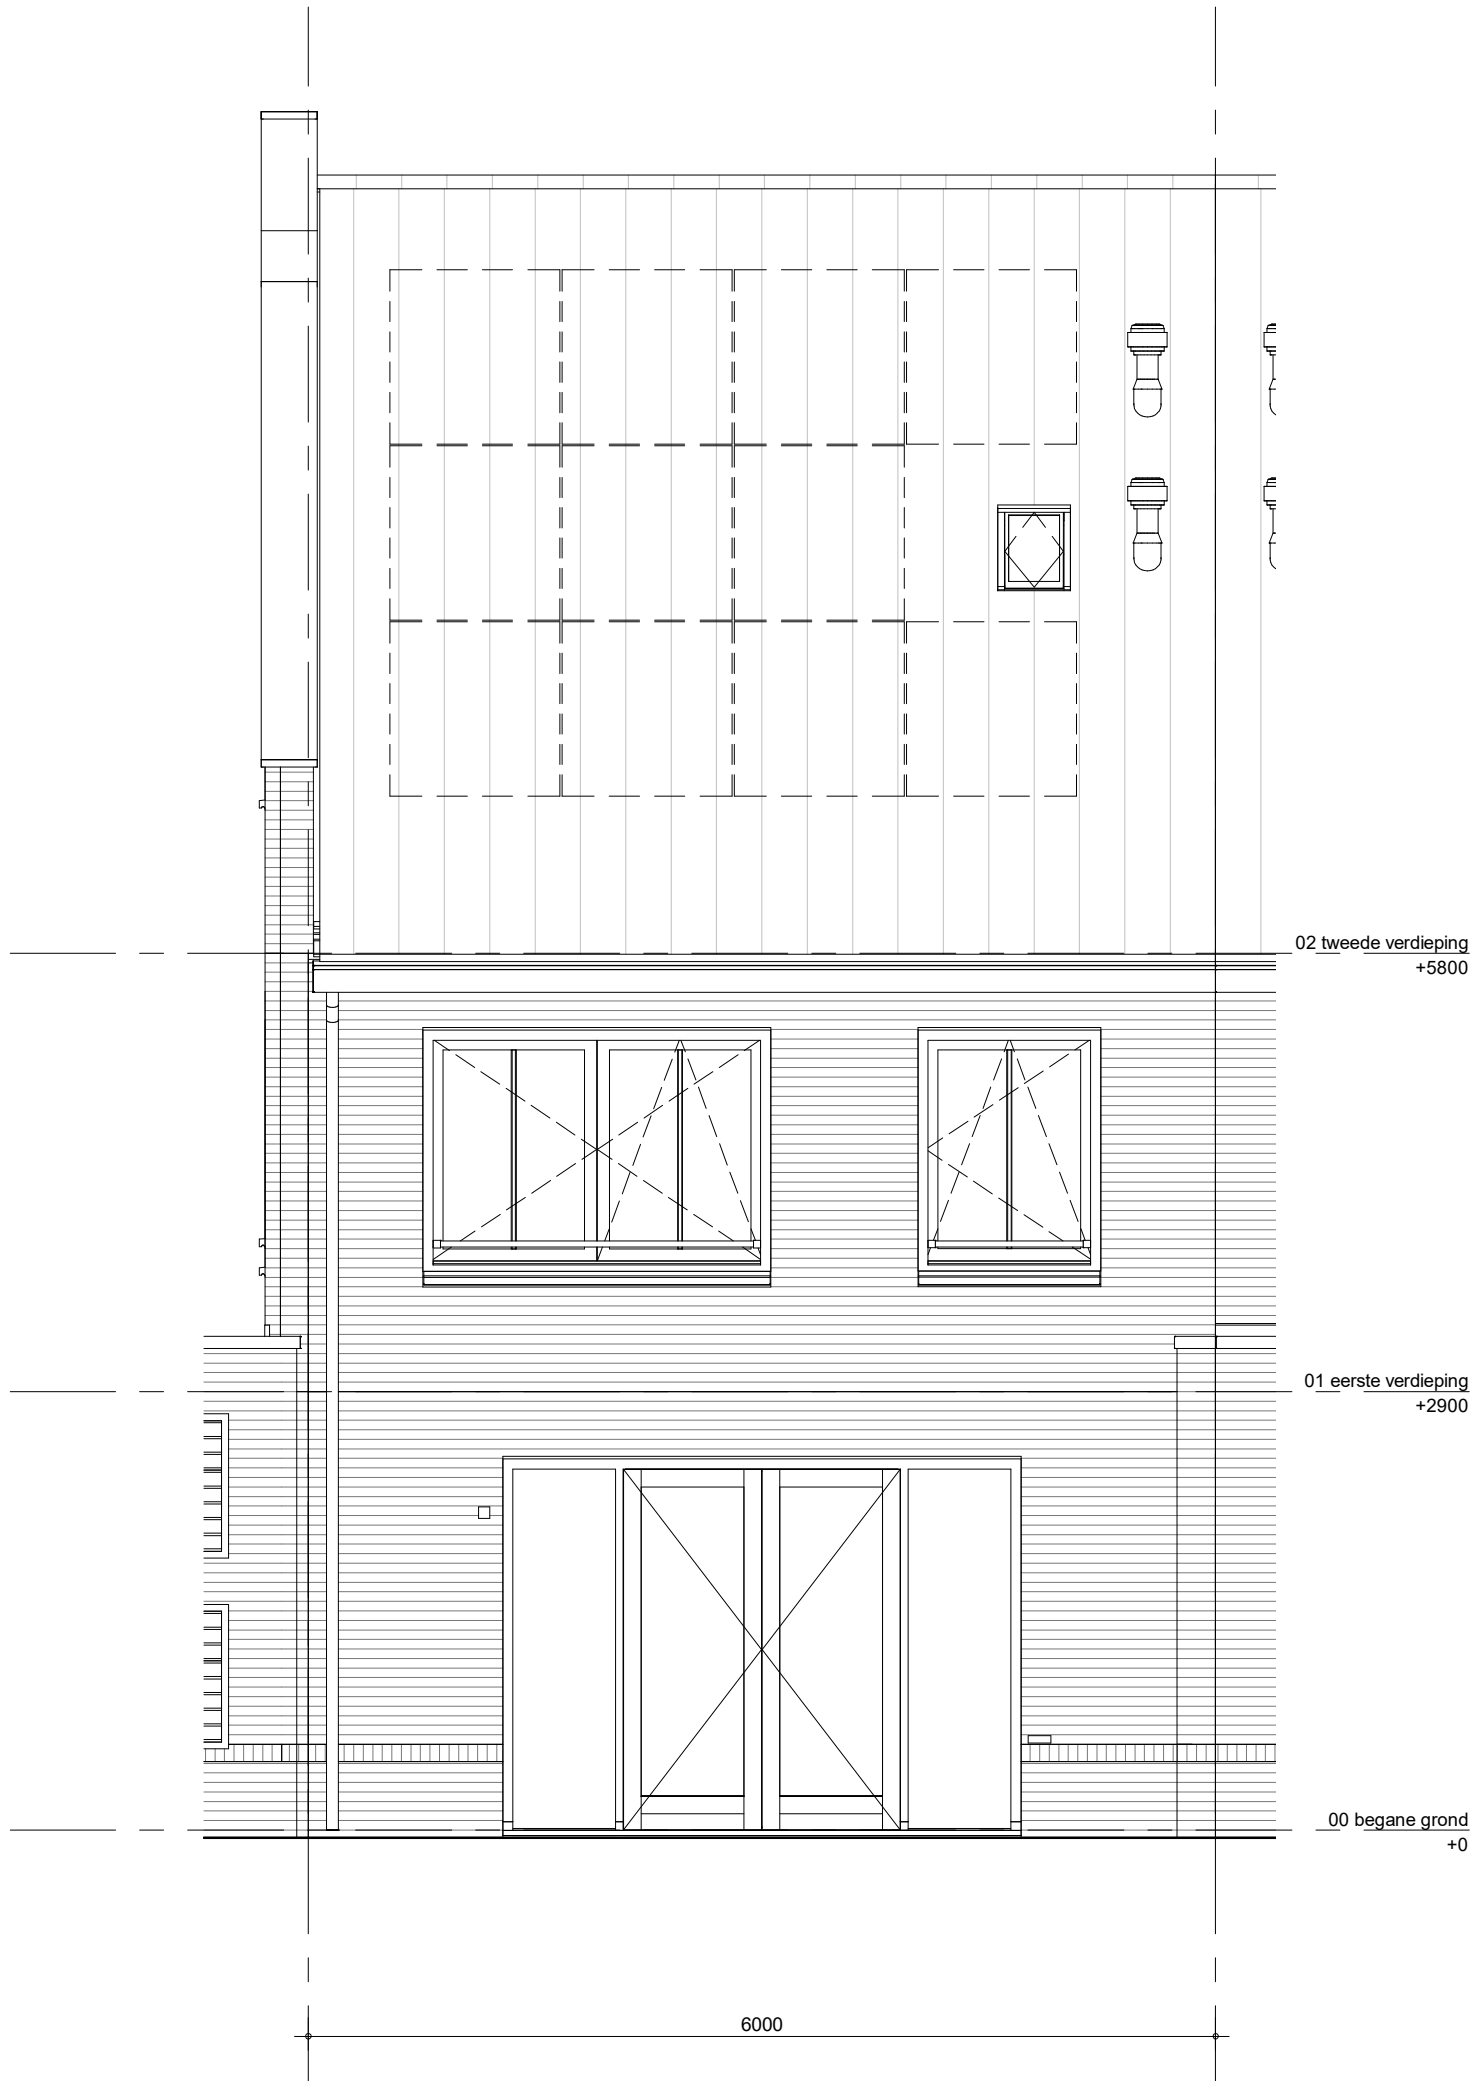 02 tweede verdieping
+5800
01 eerste verdieping
+2900
00 begane grond
+0
6000